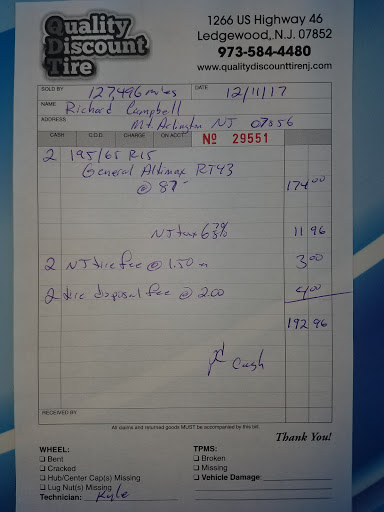 Quality
Discount
Tire
1266 US Highway 46
Ledgewood, N.J. 07852
973-584-4480
www.qualitydiscounttirenj.com
SOLD BY 127,496 miles DATE 12/11/17
NAME Richard Campbell
ADDRESS Mt. Arlington NJ 07856
CASH C.O.D. CHARGE ON ACCT. No 29551
2 195/65 R15
General Altimax RT43
@ 87- 174 00
NJ tax 6 7/8% 11 96
2 NJ tire fee @ 1.50 3 00
2 tire disposal fee @ 2.00 4 00
192 96
pd Cash
RECEIVED BY
All claims and returned goods MUST be accompanied by this bill.
Thank You!
WHEEL: TPMS:
Bent Broken
Cracked Missing
Hub/Center Cap(s) Missing Vehicle Damage:
Lug Nut(s) Missing
Technician: Kyle